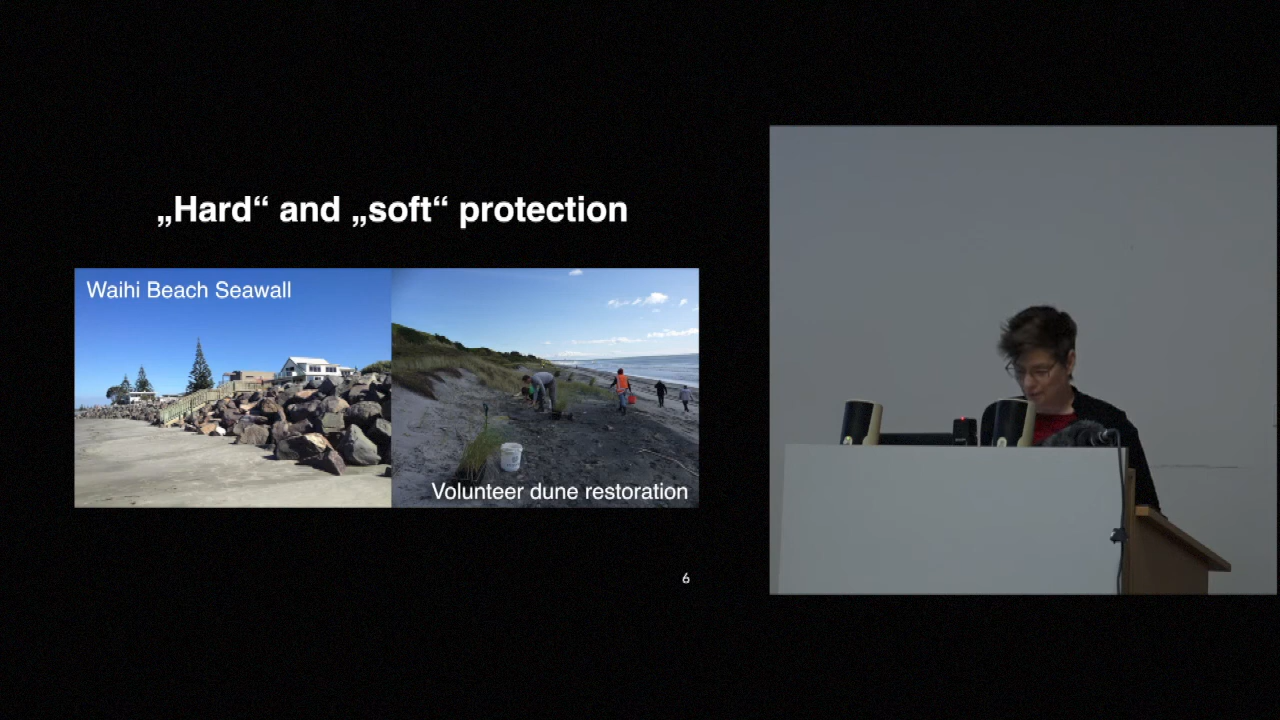 „Hard“ and „soft“ protection
Waihi Beach Seawall
Volunteer dune restoration
6